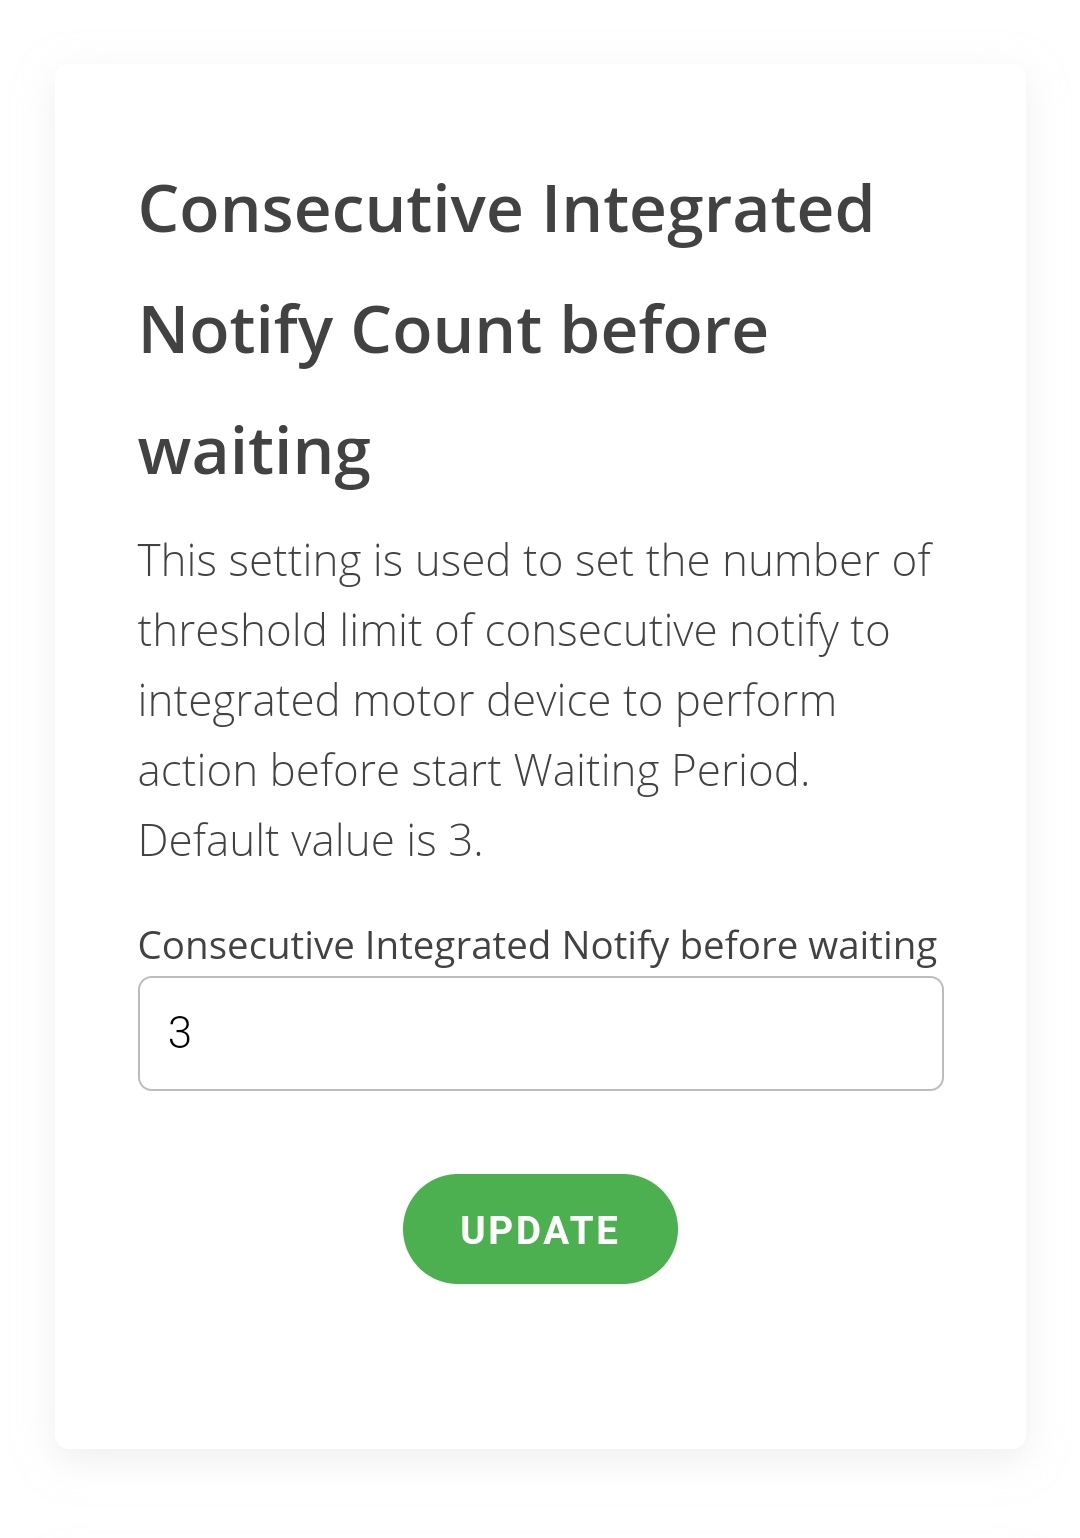 Consecutive Integrated
Notify Count before
waiting
This setting is used to set the number of
threshold limit of consecutive notify to
integrated motor device to perform
action before start Waiting Period.
Default value is 3.
Consecutive Integrated Notify before waiting
3
UPDATE